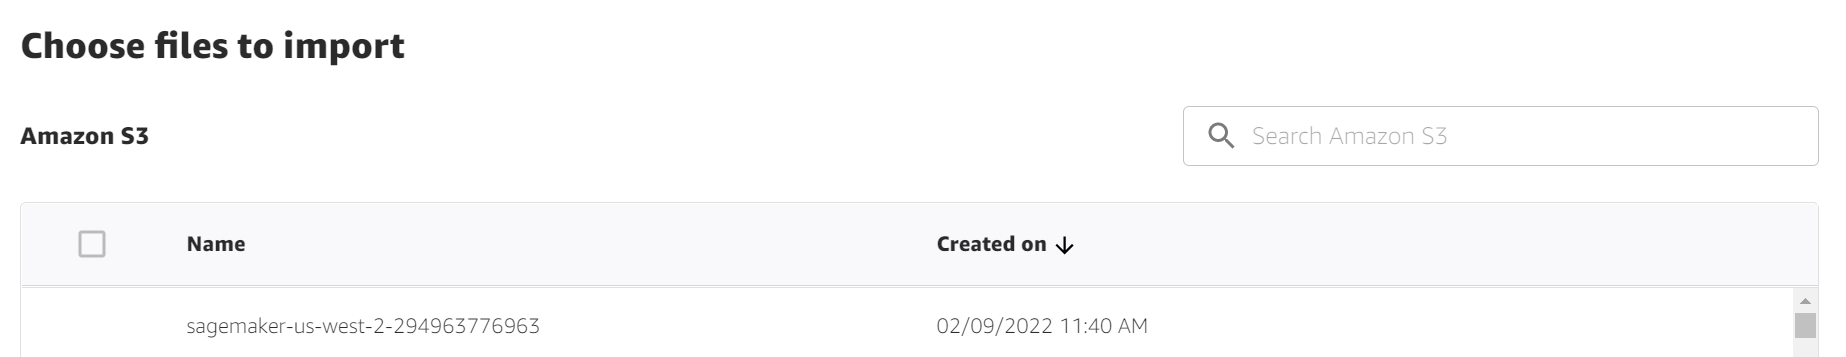 Choose files to import
Amazon S3
Search Amazon S3
Name Created on
sagemaker-us-west-2-294963776963 02/09/2022 11:40 AM